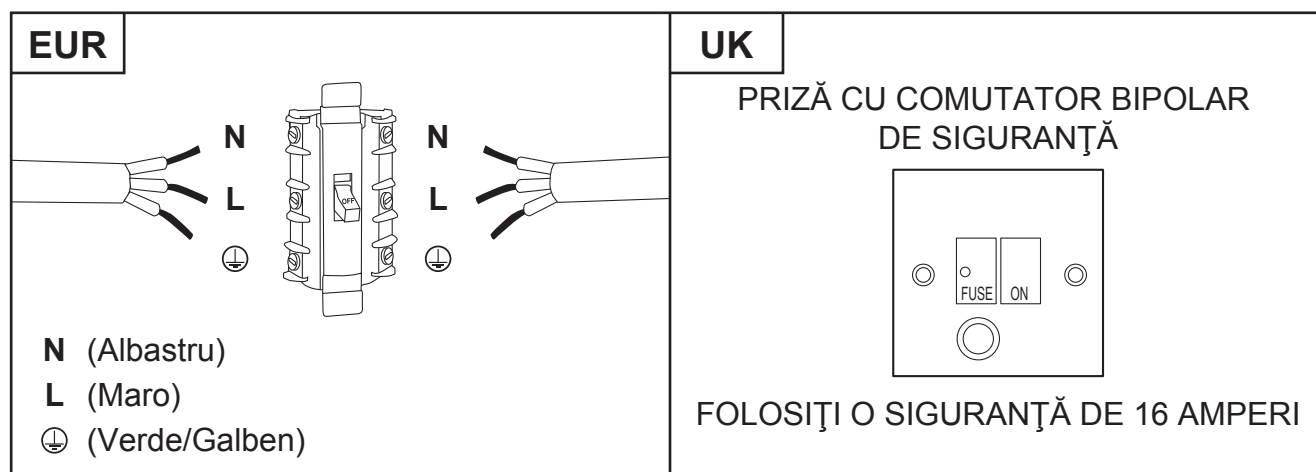 EUR
N
N
L
OFF
L
N (Albastru)
L (Maro)
(Verde/Galben)
UK
PRIZĂ CU COMUTATOR BIPOLAR
DE SIGURANŢĂ
FUSE ON
FOLOSIŢI O SIGURANŢĂ DE 16 AMPERI